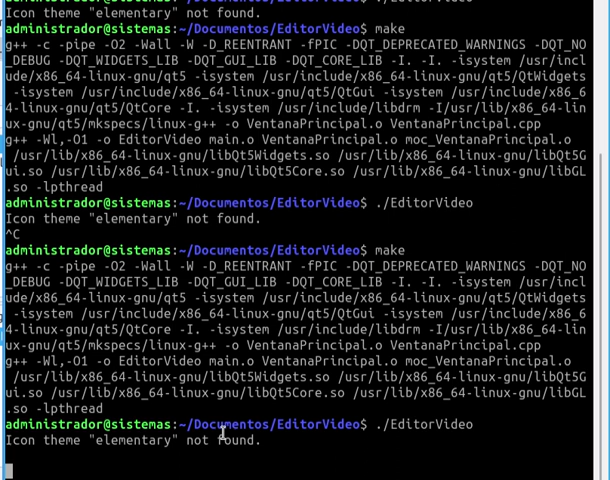 Icon theme "elementary" not found.
administrador@sistemas:~/Documentos/EditorVideo$ make
g++ -c -pipe -O2 -Wall -W -D_REENTRANT -fPIC -DQT_DEPRECATED_WARNINGS -DQT_NO
_DEBUG -DQT_WIDGETS_LIB -DQT_GUI_LIB -DQT_CORE_LIB -I. -I. -isystem /usr/incl
ude/x86_64-linux-gnu/qt5 -isystem /usr/include/x86_64-linux-gnu/qt5/QtWidgets
 -isystem /usr/include/x86_64-linux-gnu/qt5/QtGui -isystem /usr/include/x86_6
4-linux-gnu/qt5/QtCore -I. -isystem /usr/include/libdrm -I/usr/lib/x86_64-lin
ux-gnu/qt5/mkspecs/linux-g++ -o VentanaPrincipal.o VentanaPrincipal.cpp
g++ -Wl,-O1 -o EditorVideo main.o VentanaPrincipal.o moc_VentanaPrincipal.o
 /usr/lib/x86_64-linux-gnu/libQt5Widgets.so /usr/lib/x86_64-linux-gnu/libQt5G
ui.so /usr/lib/x86_64-linux-gnu/libQt5Core.so /usr/lib/x86_64-linux-gnu/libGL
.so -lpthread
administrador@sistemas:~/Documentos/EditorVideo$ ./EditorVideo
Icon theme "elementary" not found.
^C
administrador@sistemas:~/Documentos/EditorVideo$ make
g++ -c -pipe -O2 -Wall -W -D_REENTRANT -fPIC -DQT_DEPRECATED_WARNINGS -DQT_NO
_DEBUG -DQT_WIDGETS_LIB -DQT_GUI_LIB -DQT_CORE_LIB -I. -I. -isystem /usr/incl
ude/x86_64-linux-gnu/qt5 -isystem /usr/include/x86_64-linux-gnu/qt5/QtWidgets
 -isystem /usr/include/x86_64-linux-gnu/qt5/QtGui -isystem /usr/include/x86_6
4-linux-gnu/qt5/QtCore -I. -isystem /usr/include/libdrm -I/usr/lib/x86_64-lin
ux-gnu/qt5/mkspecs/linux-g++ -o VentanaPrincipal.o VentanaPrincipal.cpp
g++ -Wl,-O1 -o EditorVideo main.o VentanaPrincipal.o moc_VentanaPrincipal.o
 /usr/lib/x86_64-linux-gnu/libQt5Widgets.so /usr/lib/x86_64-linux-gnu/libQt5G
ui.so /usr/lib/x86_64-linux-gnu/libQt5Core.so /usr/lib/x86_64-linux-gnu/libGL
.so -lpthread
administrador@sistemas:~/Documentos/EditorVideo$ ./EditorVideo
Icon theme "elementary" not found.